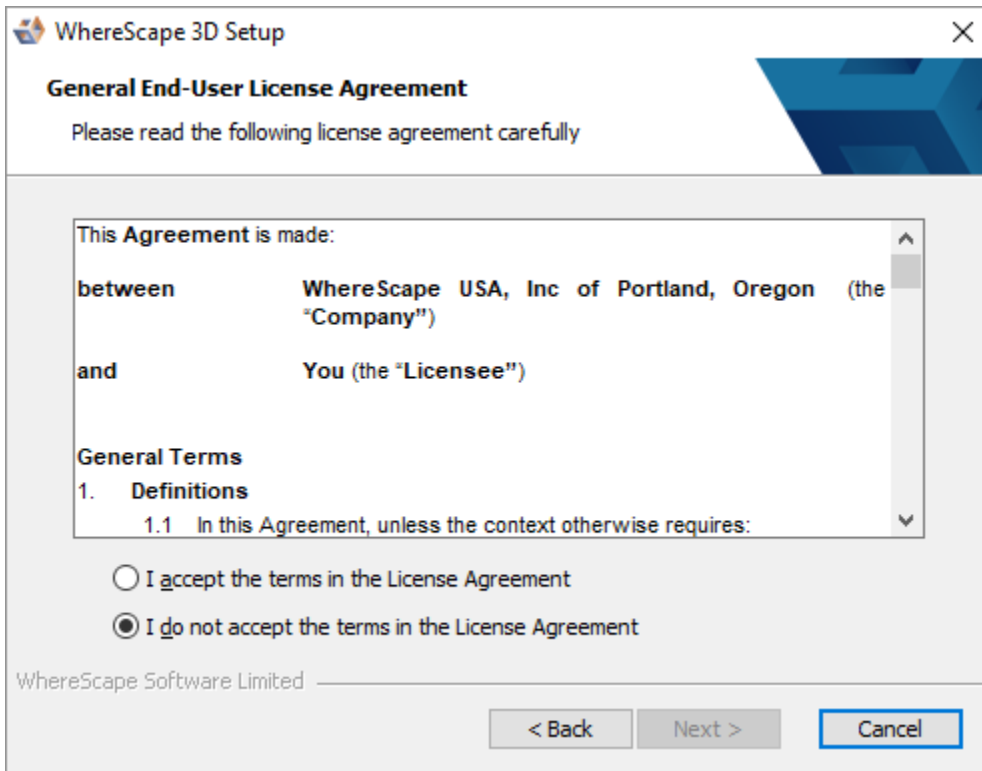 WhereScape 3D Setup
General End-User License Agreement
Please read the following license agreement carefully
This Agreement is made:
between WhereScape USA, Inc of Portland, Oregon (the
“Company”)
and You (the “Licensee”)
General Terms
1. Definitions
1.1 In this Agreement, unless the context otherwise requires:
I accept the terms in the License Agreement
I do not accept the terms in the License Agreement
WhereScape Software Limited
< Back Next > Cancel